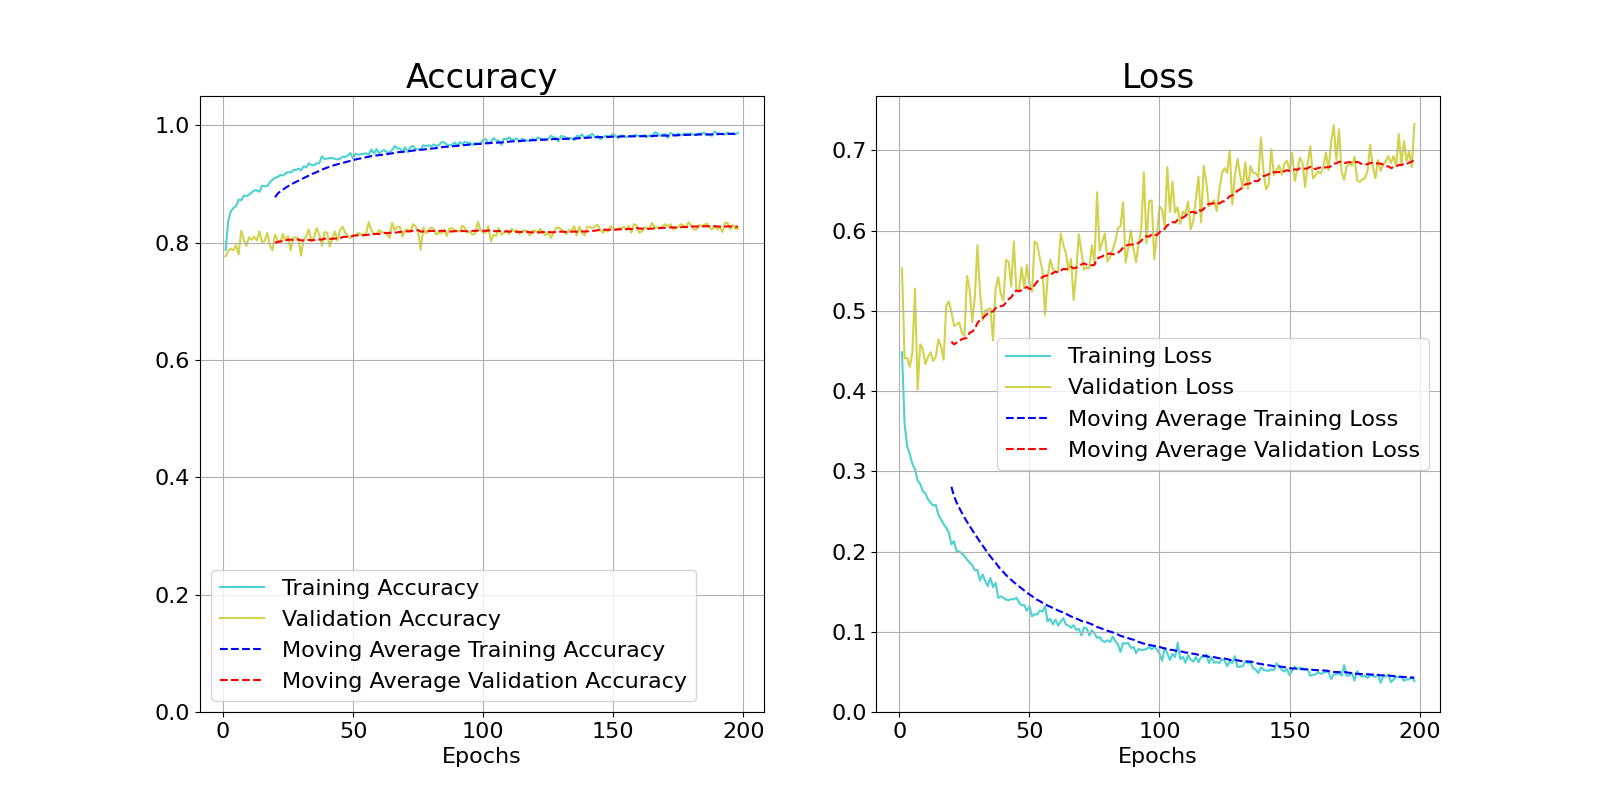 Accuracy
1.0
0.8
0.6
0.4
0.2
0.0
Training Accuracy
Validation Accuracy
Moving Average Training Accuracy
Moving Average Validation Accuracy
0 50 100 150 200
Epochs
Loss
0.7
0.6
0.5
0.4
0.3
0.2
0.1
0.0
Training Loss
Validation Loss
Moving Average Training Loss
Moving Average Validation Loss
0 50 100 150 200
Epochs